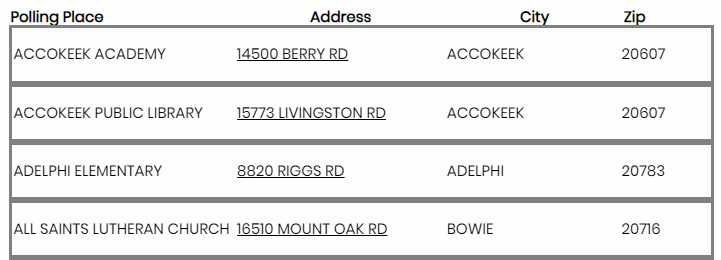 Polling Place Address City Zip
ACCOKEEK ACADEMY 14500 BERRY RD ACCOKEEK 20607
ACCOKEEK PUBLIC LIBRARY 15773 LIVINGSTON RD ACCOKEEK 20607
ADELPHI ELEMENTARY 8820 RIGGS RD ADELPHI 20783
ALL SAINTS LUTHERAN CHURCH 16510 MOUNT OAK RD BOWIE 20716